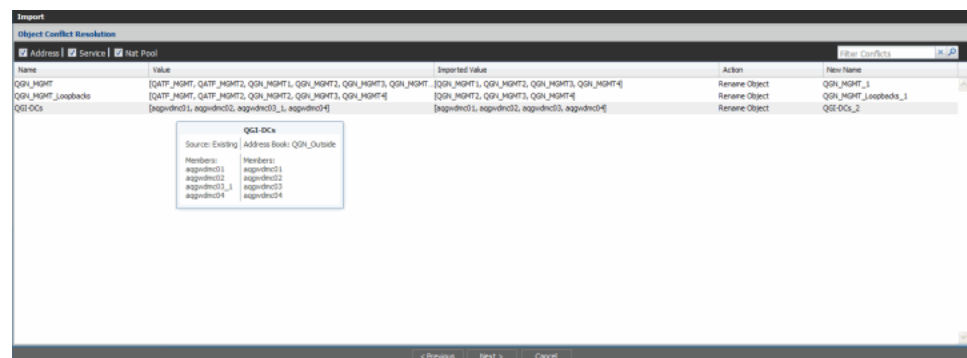 Import
Object Conflict Resolution
Address | Service | Nat Pool
Filter Conflicts
Name Value Imported Value Action New Name
QGN_MGMT [QATF_MGMT, QATF_MGMT2, QGN_MGMT1, QGN_MGMT2, QGN_MGMT3, QGN_MGMT... [QGN_MGMT1, QGN_MGMT2, QGN_MGMT3, QGN_MGMT4] Rename Object QGN_MGMT_1
QGN_MGMT_Loopbacks [QATF_MGMT, QATF_MGMT2, QGN_MGMT2, QGN_MGMT3, QGN_MGMT4] [QGN_MGMT2, QGN_MGMT3, QGN_MGMT4] Rename Object QGN_MGMT_Loopbacks_1
QGI-DCs [aqgwdmc01, aqgwdmc02, aqgwdmc03_1, aqgwdmc04] [aqgwdmc01, aqgwdmc02, aqgwdmc03, aqgwdmc04] Rename Object QGI-DCs_2
QGI-DCs
Source: Existing Address Book: QGN_Outside
Members: Members:
aqgwdmc01 aqgwdmc01
aqgwdmc02 aqgwdmc02
aqgwdmc03_1 aqgwdmc03
aqgwdmc04 aqgwdmc04
< Previous Next > Cancel